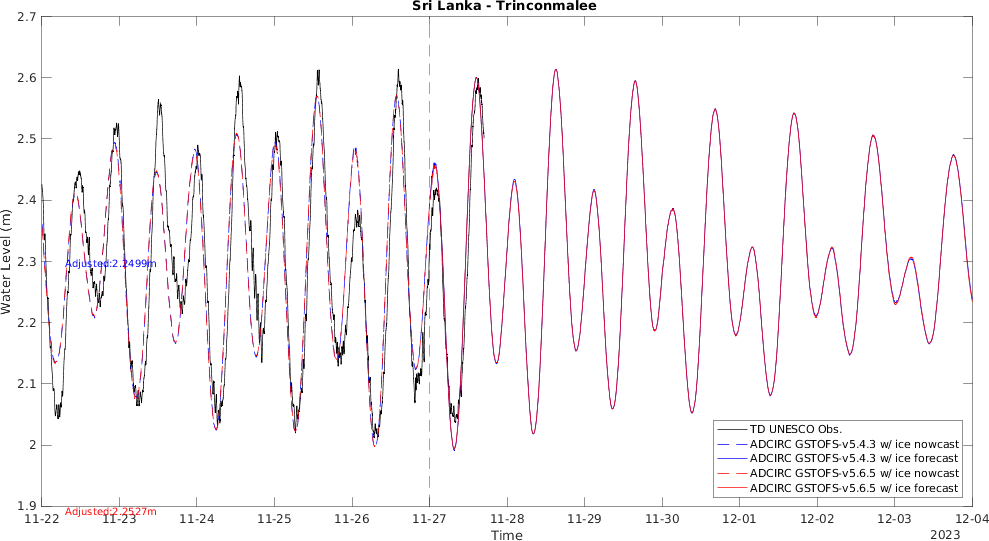 Sri Lanka - Trinconmalee
2.7
2.6
2.5
2.4
2.3
2.2
2.1
2
1.9
Water Level (m)
Adjusted:2.2499m
Adjusted:2.2527m
TD UNESCO Obs.
ADCIRC GSTOFS-v5.4.3 w/ ice nowcast
ADCIRC GSTOFS-v5.4.3 w/ ice forecast
ADCIRC GSTOFS-v5.6.5 w/ ice nowcast
ADCIRC GSTOFS-v5.6.5 w/ ice forecast
11-22 11-23 11-24 11-25 11-26 11-27 11-28 11-29 11-30 12-01 12-02 12-03 12-04
Time
2023